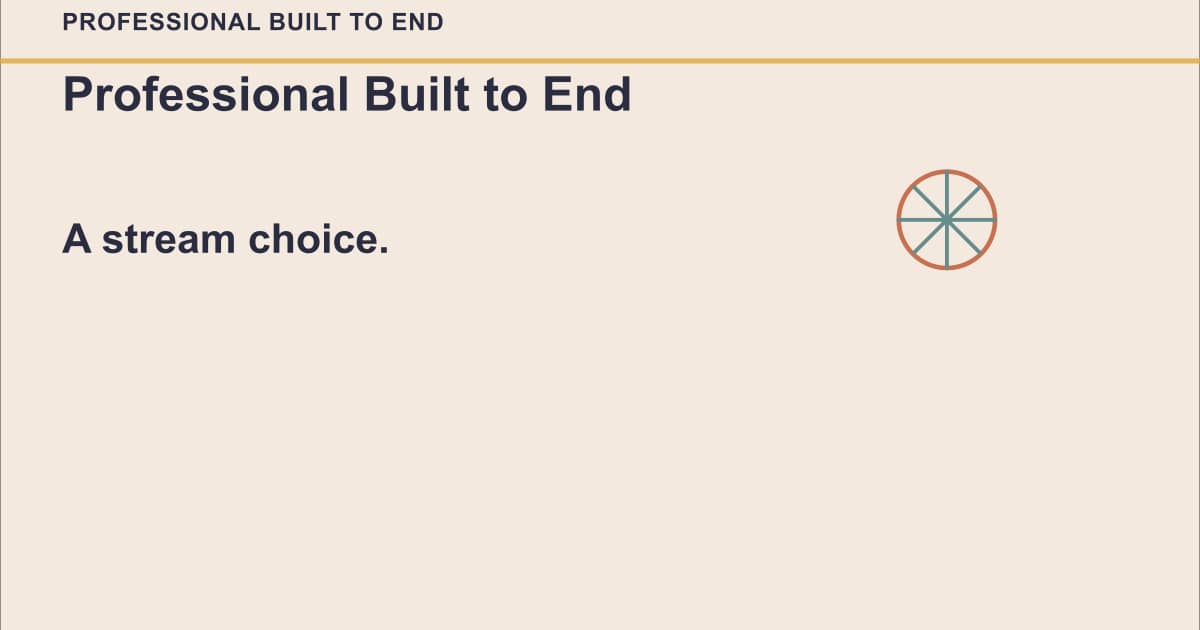 PROFESSIONAL BUILT TO END
Professional Built to End
A stream choice.